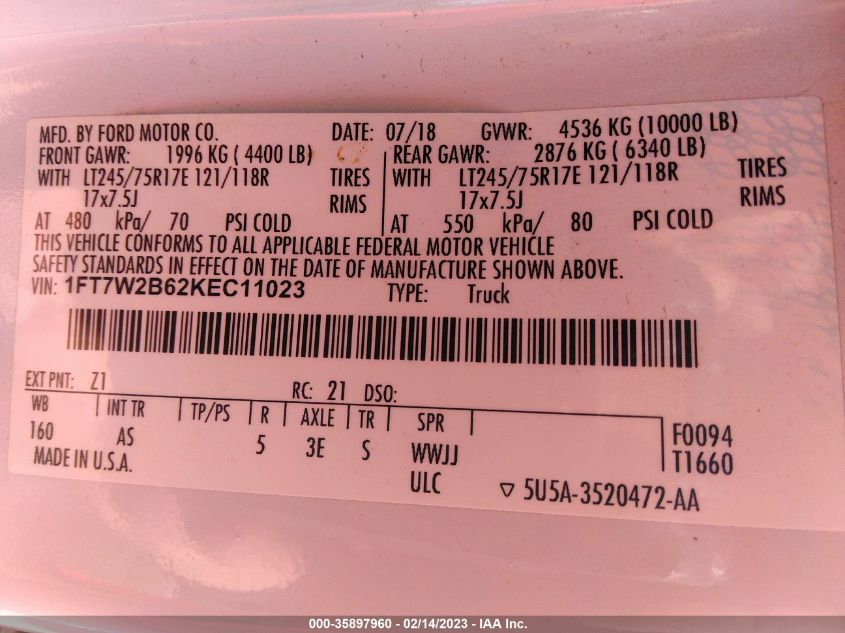 MFD. BY FORD MOTOR CO. DATE: 07/18 GVWR: 4536 KG (10000 LB)
FRONT GAWR: 1996 KG ( 4400 LB) REAR GAWR: 2876 KG ( 6340 LB)
WITH LT245/75R17E 121/118R TIRES WITH LT245/75R17E 121/118R TIRES
17x7.5J RIMS 17x7.5J RIMS
AT 480 kPa/ 70 PSI COLD AT 550 kPa/ 80 PSI COLD
THIS VEHICLE CONFORMS TO ALL APPLICABLE FEDERAL MOTOR VEHICLE
SAFETY STANDARDS IN EFFECT ON THE DATE OF MANUFACTURE SHOWN ABOVE.
VIN: 1FT7W2B62KEC11023 TYPE: Truck
EXT PNT: Z1 RC: 21 DSO:
WB INT TR TP/PS R AXLE TR SPR F0094
160 AS 5 3E S WWJJ T1660
MADE IN U.S.A. ULC ▽ 5U5A-3520472-AA
000-35897960 - 02/14/2023 - IAA Inc.